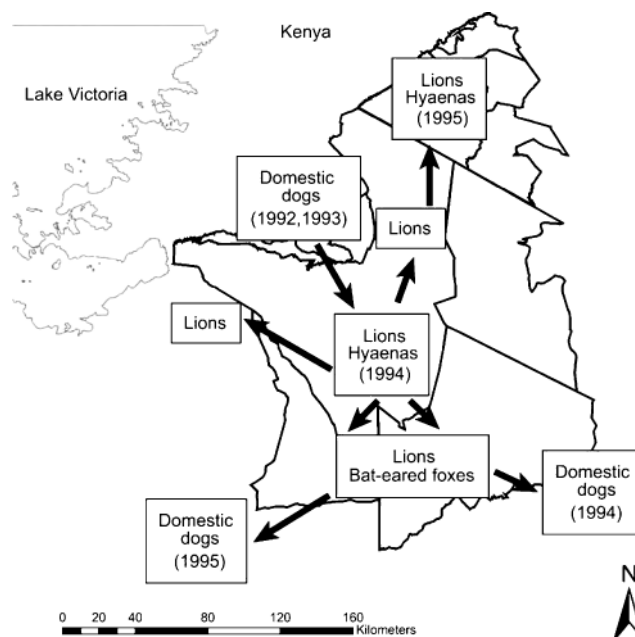 Kenya
Lake Victoria
Lions
Hyaenas
(1995)
Domestic
dogs
(1992,1993)
Lions
Lions
Lions
Hyaenas
(1994)
Lions
Bat-eared foxes
Domestic
dogs
(1994)
Domestic
dogs
(1995)
N
0 10 20 40 80 120 160
Kilometers